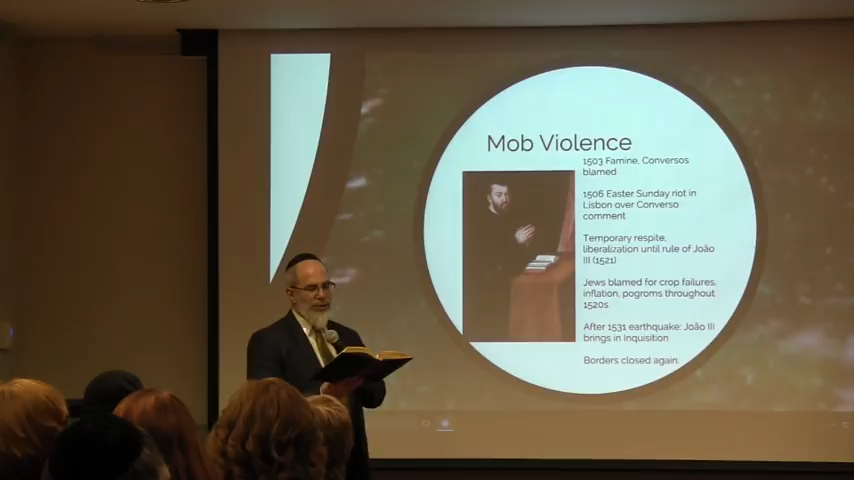 Mob Violence
1503 Famine, Conversos
blamed
1506 Easter Sunday riot in
Lisbon over Converso
comment
Temporary respite,
liberalization until rule of João
III (1521)
Jews blamed for crop failures,
inflation, pogroms throughout
1520s
After 1531 earthquake: João III
brings in Inquisition
Borders closed again.